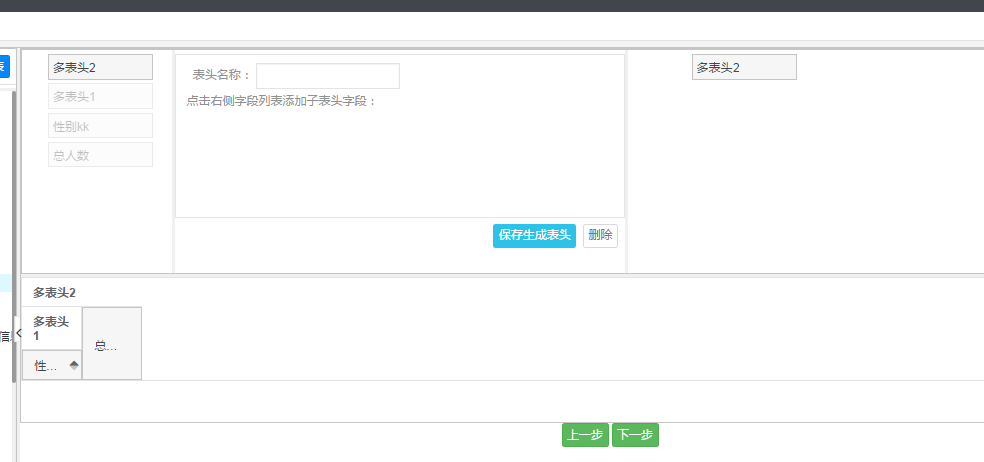 表
多表头2
多表头1
性别kk
总人数
表头名称：
点击右侧字段列表添加子表头字段：
保存生成表头 删除
多表头2
多表头2
多表头
1
总...
性...
信息
上一步 下一步